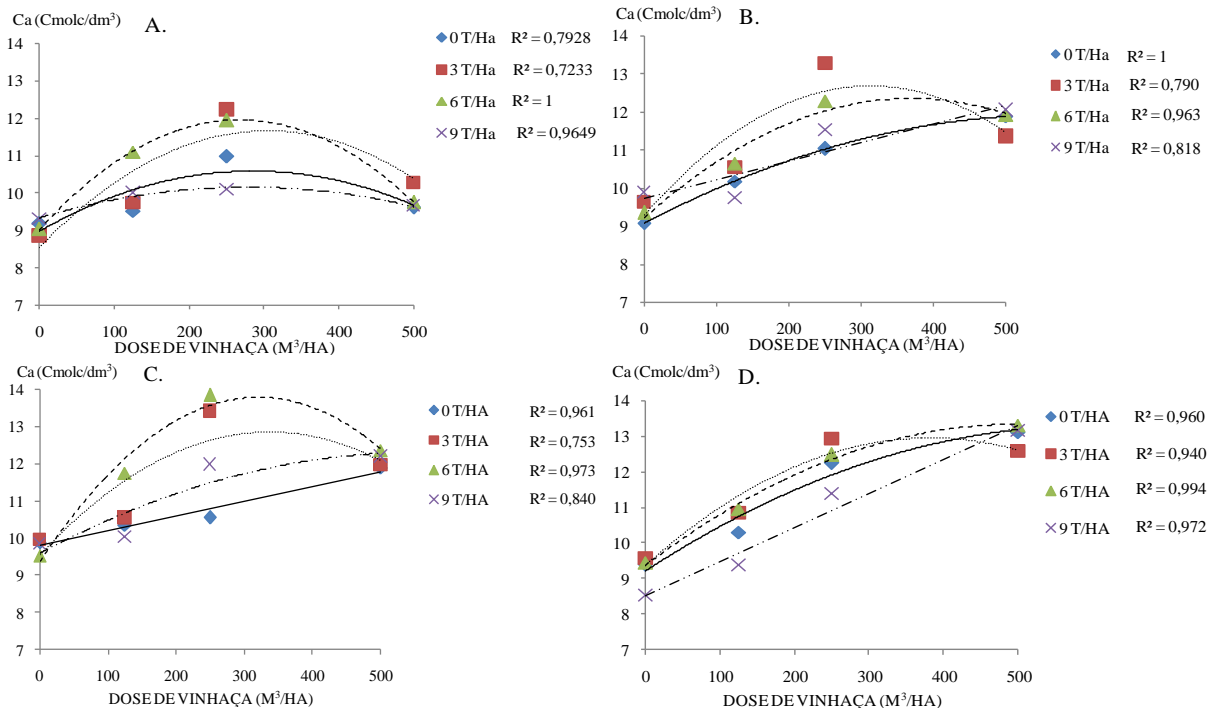 Ca (Cmolc/dm³) A.
14
13
12
11
10
9
8
7
0 100 200 300 400 500
DOSE DE VINHAÇA (M³/HA)
0 T/Ha R² = 0,7928
3 T/Ha R² = 0,7233
6 T/Ha R² = 1
9 T/Ha R² = 0,9649
Ca (Cmolc/dm³) B.
14
13
12
11
10
9
8
7
0 100 200 300 400 500
DOSE DE VINHAÇA (M³/HA)
0 T/Ha R² = 1
3 T/Ha R² = 0,790
6 T/Ha R² = 0,963
9 T/Ha R² = 0,818
Ca (Cmolc/dm³) C.
14
13
12
11
10
9
8
7
0 100 200 300 400 500
DOSE DE VINHAÇA (M³/HA)
0 T/HA R² = 0,961
3 T/HA R² = 0,753
6 T/HA R² = 0,973
9 T/HA R² = 0,840
Ca (Cmolc/dm³) D.
14
13
12
11
10
9
8
7
0 100 200 300 400 500
DOSE DE VINHAÇA (M³/HA)
0 T/HA R² = 0,960
3 T/HA R² = 0,940
6 T/HA R² = 0,994
9 T/HA R² = 0,972